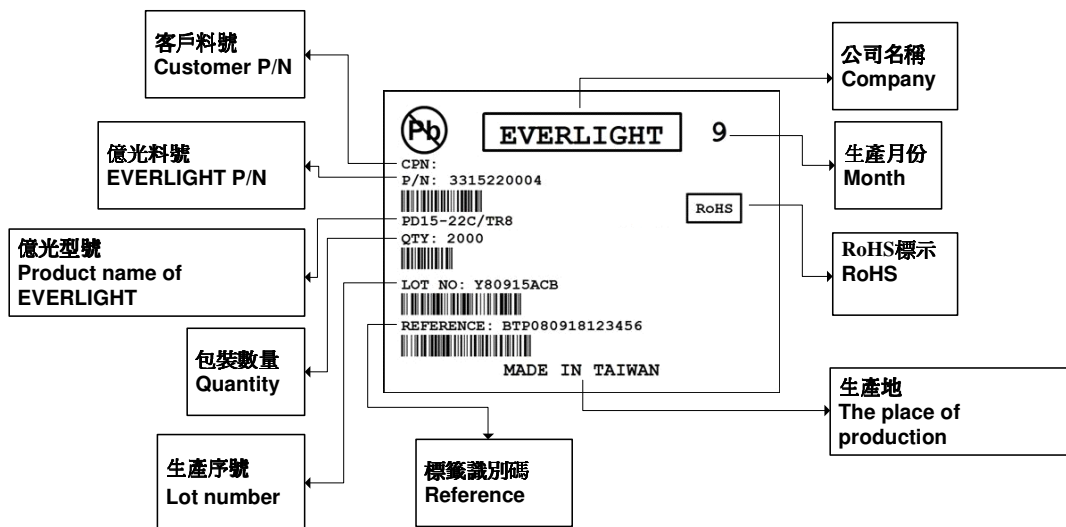 客戶料號
Customer P/N
億光料號
EVERLIGHT P/N
億光型號
Product name of
EVERLIGHT
包裝數量
Quantity
生產序號
Lot number
Pb
EVERLIGHT
9
CPN:
P/N: 3315220004
RoHS
PD15-22C/TR8
QTY: 2000
LOT NO: Y80915ACB
REFERENCE: BTP080918123456
MADE IN TAIWAN
標籤識別碼
Reference
公司名稱
Company
生產月份
Month
RoHS標示
RoHS
生產地
The place of
production